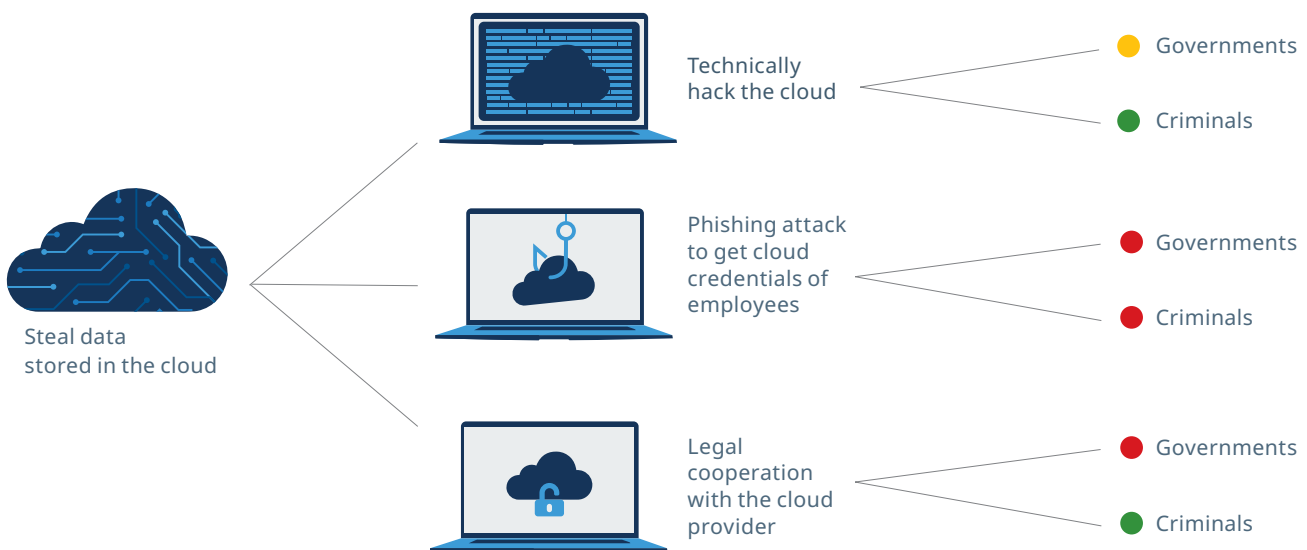 Steal data
stored in the cloud
Technically
hack the cloud
Governments
Criminals
Phishing attack
to get cloud
credentials of
employees
Governments
Criminals
Legal
cooperation
with the cloud
provider
Governments
Criminals